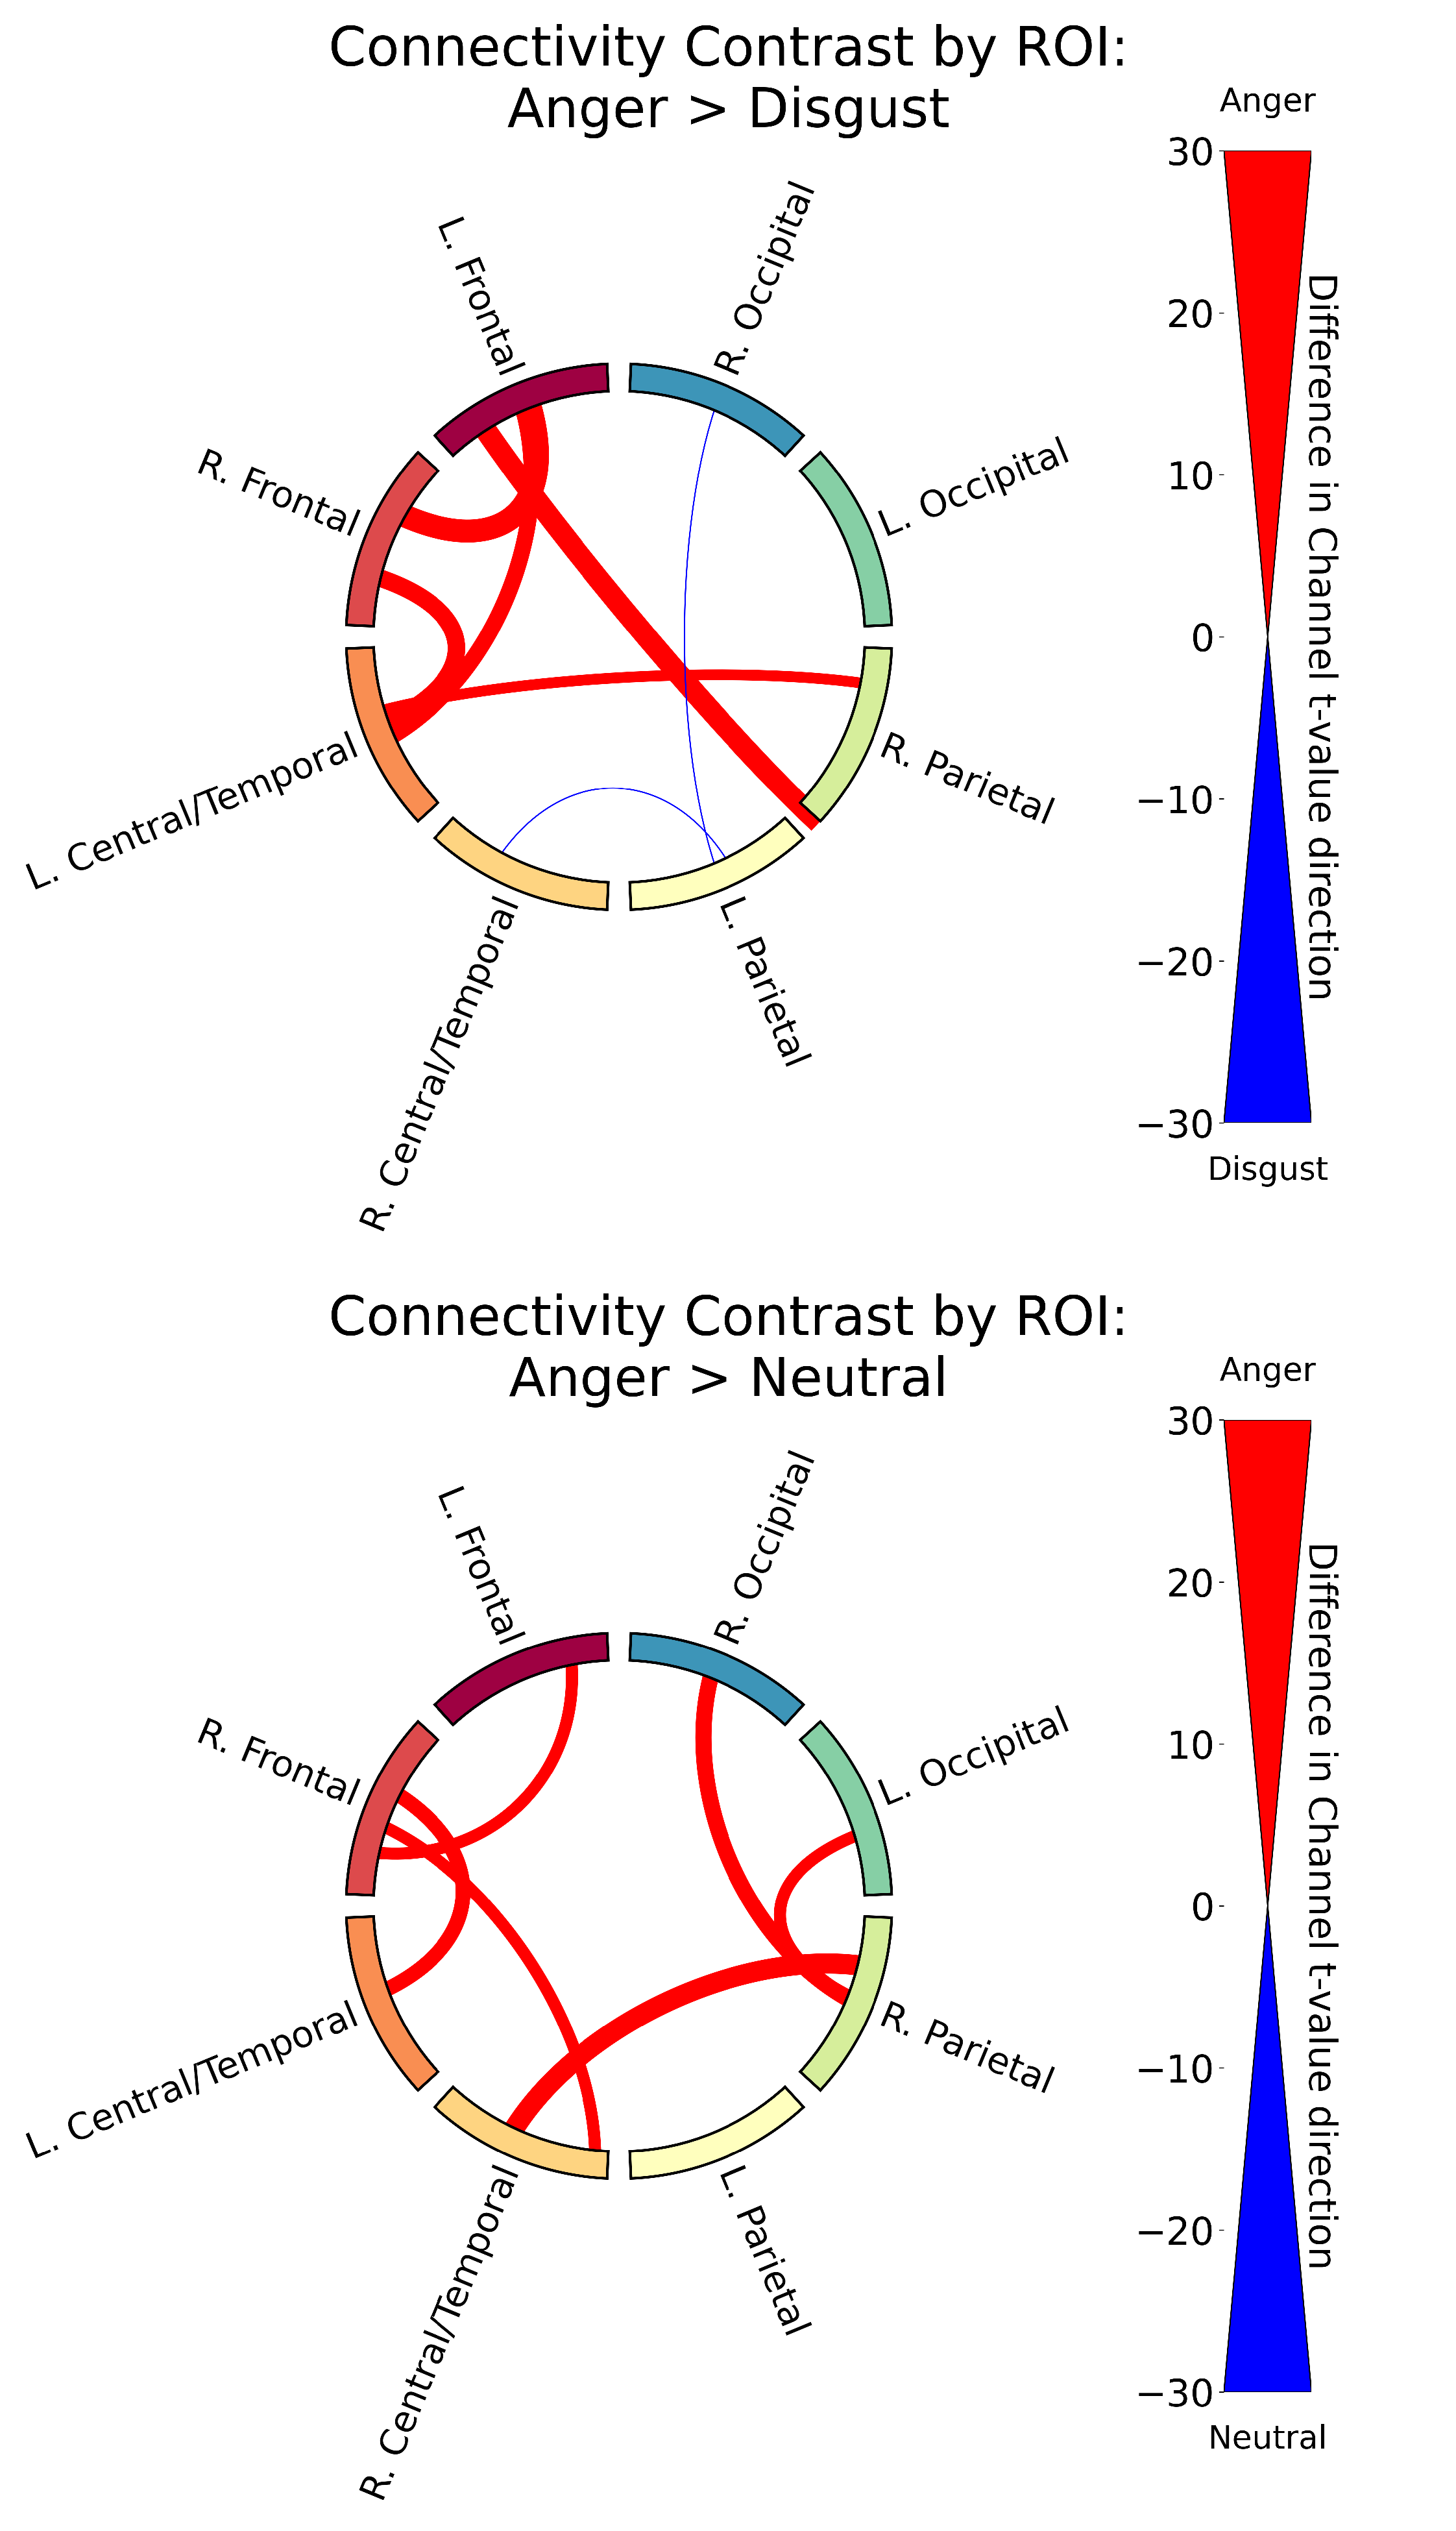 Connectivity Contrast by ROI:
Anger > Disgust
Anger
30
20
10
0
−10
−20
−30
Disgust
Difference in Channel t-value direction
L. Frontal
R. Occipital
R. Frontal
L. Occipital
L. Central/Temporal
R. Parietal
R. Central/Temporal
L. Parietal
Connectivity Contrast by ROI:
Anger > Neutral
Anger
30
20
10
0
−10
−20
−30
Neutral
Difference in Channel t-value direction
L. Frontal
R. Occipital
R. Frontal
L. Occipital
L. Central/Temporal
R. Parietal
R. Central/Temporal
L. Parietal